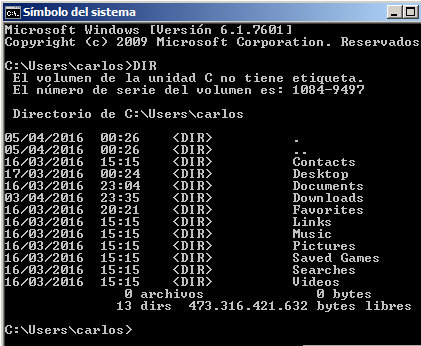 Símbolo del sistema
Microsoft Windows [Versión 6.1.7601]
Copyright (c) 2009 Microsoft Corporation. Reservados
C:\Users\carlos>DIR
El volumen de la unidad C no tiene etiqueta.
El número de serie del volumen es: 1084-9497
Directorio de C:\Users\carlos
05/04/2016  00:26    <DIR>          .
05/04/2016  00:26    <DIR>          ..
16/03/2016  15:15    <DIR>          Contacts
17/03/2016  00:24    <DIR>          Desktop
16/03/2016  23:04    <DIR>          Documents
03/04/2016  23:35    <DIR>          Downloads
16/03/2016  20:21    <DIR>          Favorites
16/03/2016  15:15    <DIR>          Links
16/03/2016  15:15    <DIR>          Music
16/03/2016  15:15    <DIR>          Pictures
16/03/2016  15:15    <DIR>          Saved Games
16/03/2016  15:15    <DIR>          Searches
16/03/2016  15:15    <DIR>          Videos
0 archivos              0 bytes
13 dirs  473.316.421.632 bytes libres
C:\Users\carlos>